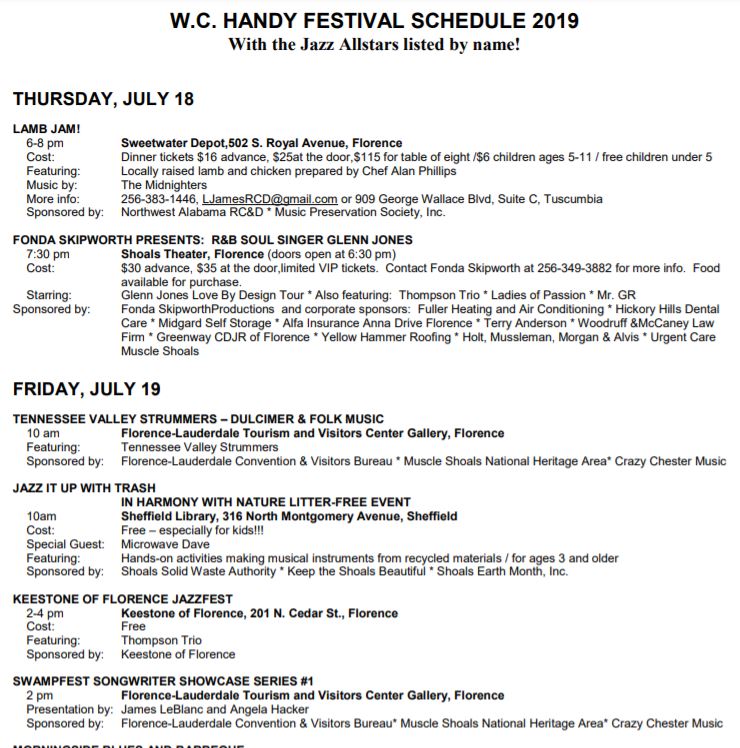 W.C. HANDY FESTIVAL SCHEDULE 2019
With the Jazz Allstars listed by name!
THURSDAY, JULY 18
LAMB JAM!
6-8 pm Sweetwater Depot,502 S. Royal Avenue, Florence
Cost: Dinner tickets $16 advance, $25at the door,$115 for table of eight /$6 children ages 5-11 / free children under 5
Featuring: Locally raised lamb and chicken prepared by Chef Alan Phillips
Music by: The Midnighters
More info: 256-383-1446, LJamesRCD@gmail.com or 909 George Wallace Blvd, Suite C, Tuscumbia
Sponsored by: Northwest Alabama RC&D * Music Preservation Society, Inc.
FONDA SKIPWORTH PRESENTS: R&B SOUL SINGER GLENN JONES
7:30 pm Shoals Theater, Florence (doors open at 6:30 pm)
Cost: $30 advance, $35 at the door,limited VIP tickets. Contact Fonda Skipworth at 256-349-3882 for more info. Food
available for purchase.
Starring: Glenn Jones Love By Design Tour * Also featuring: Thompson Trio * Ladies of Passion * Mr. GR
Sponsored by: Fonda SkipworthProductions and corporate sponsors: Fuller Heating and Air Conditioning * Hickory Hills Dental
Care * Midgard Self Storage * Alfa Insurance Anna Drive Florence * Terry Anderson * Woodruff &McCaney Law
Firm * Greenway CDJR of Florence * Yellow Hammer Roofing * Holt, Mussleman, Morgan & Alvis * Urgent Care
Muscle Shoals
FRIDAY, JULY 19
TENNESSEE VALLEY STRUMMERS – DULCIMER & FOLK MUSIC
10 am Florence-Lauderdale Tourism and Visitors Center Gallery, Florence
Featuring: Tennessee Valley Strummers
Sponsored by: Florence-Lauderdale Convention & Visitors Bureau * Muscle Shoals National Heritage Area* Crazy Chester Music
JAZZ IT UP WITH TRASH
IN HARMONY WITH NATURE LITTER-FREE EVENT
10am Sheffield Library, 316 North Montgomery Avenue, Sheffield
Cost: Free – especially for kids!!!
Special Guest: Microwave Dave
Featuring: Hands-on activities making musical instruments from recycled materials / for ages 3 and older
Sponsored by: Shoals Solid Waste Authority * Keep the Shoals Beautiful * Shoals Earth Month, Inc.
KEESTONE OF FLORENCE JAZZFEST
2-4 pm Keestone of Florence, 201 N. Cedar St., Florence
Cost: Free
Featuring: Thompson Trio
Sponsored by: Keestone of Florence
SWAMPFEST SONGWRITER SHOWCASE SERIES #1
2 pm Florence-Lauderdale Tourism and Visitors Center Gallery, Florence
Presentation by: James LeBlanc and Angela Hacker
Sponsored by: Florence-Lauderdale Convention & Visitors Bureau* Muscle Shoals National Heritage Area* Crazy Chester Music
MORNINGSIDE BLUES AND BARBEQUE